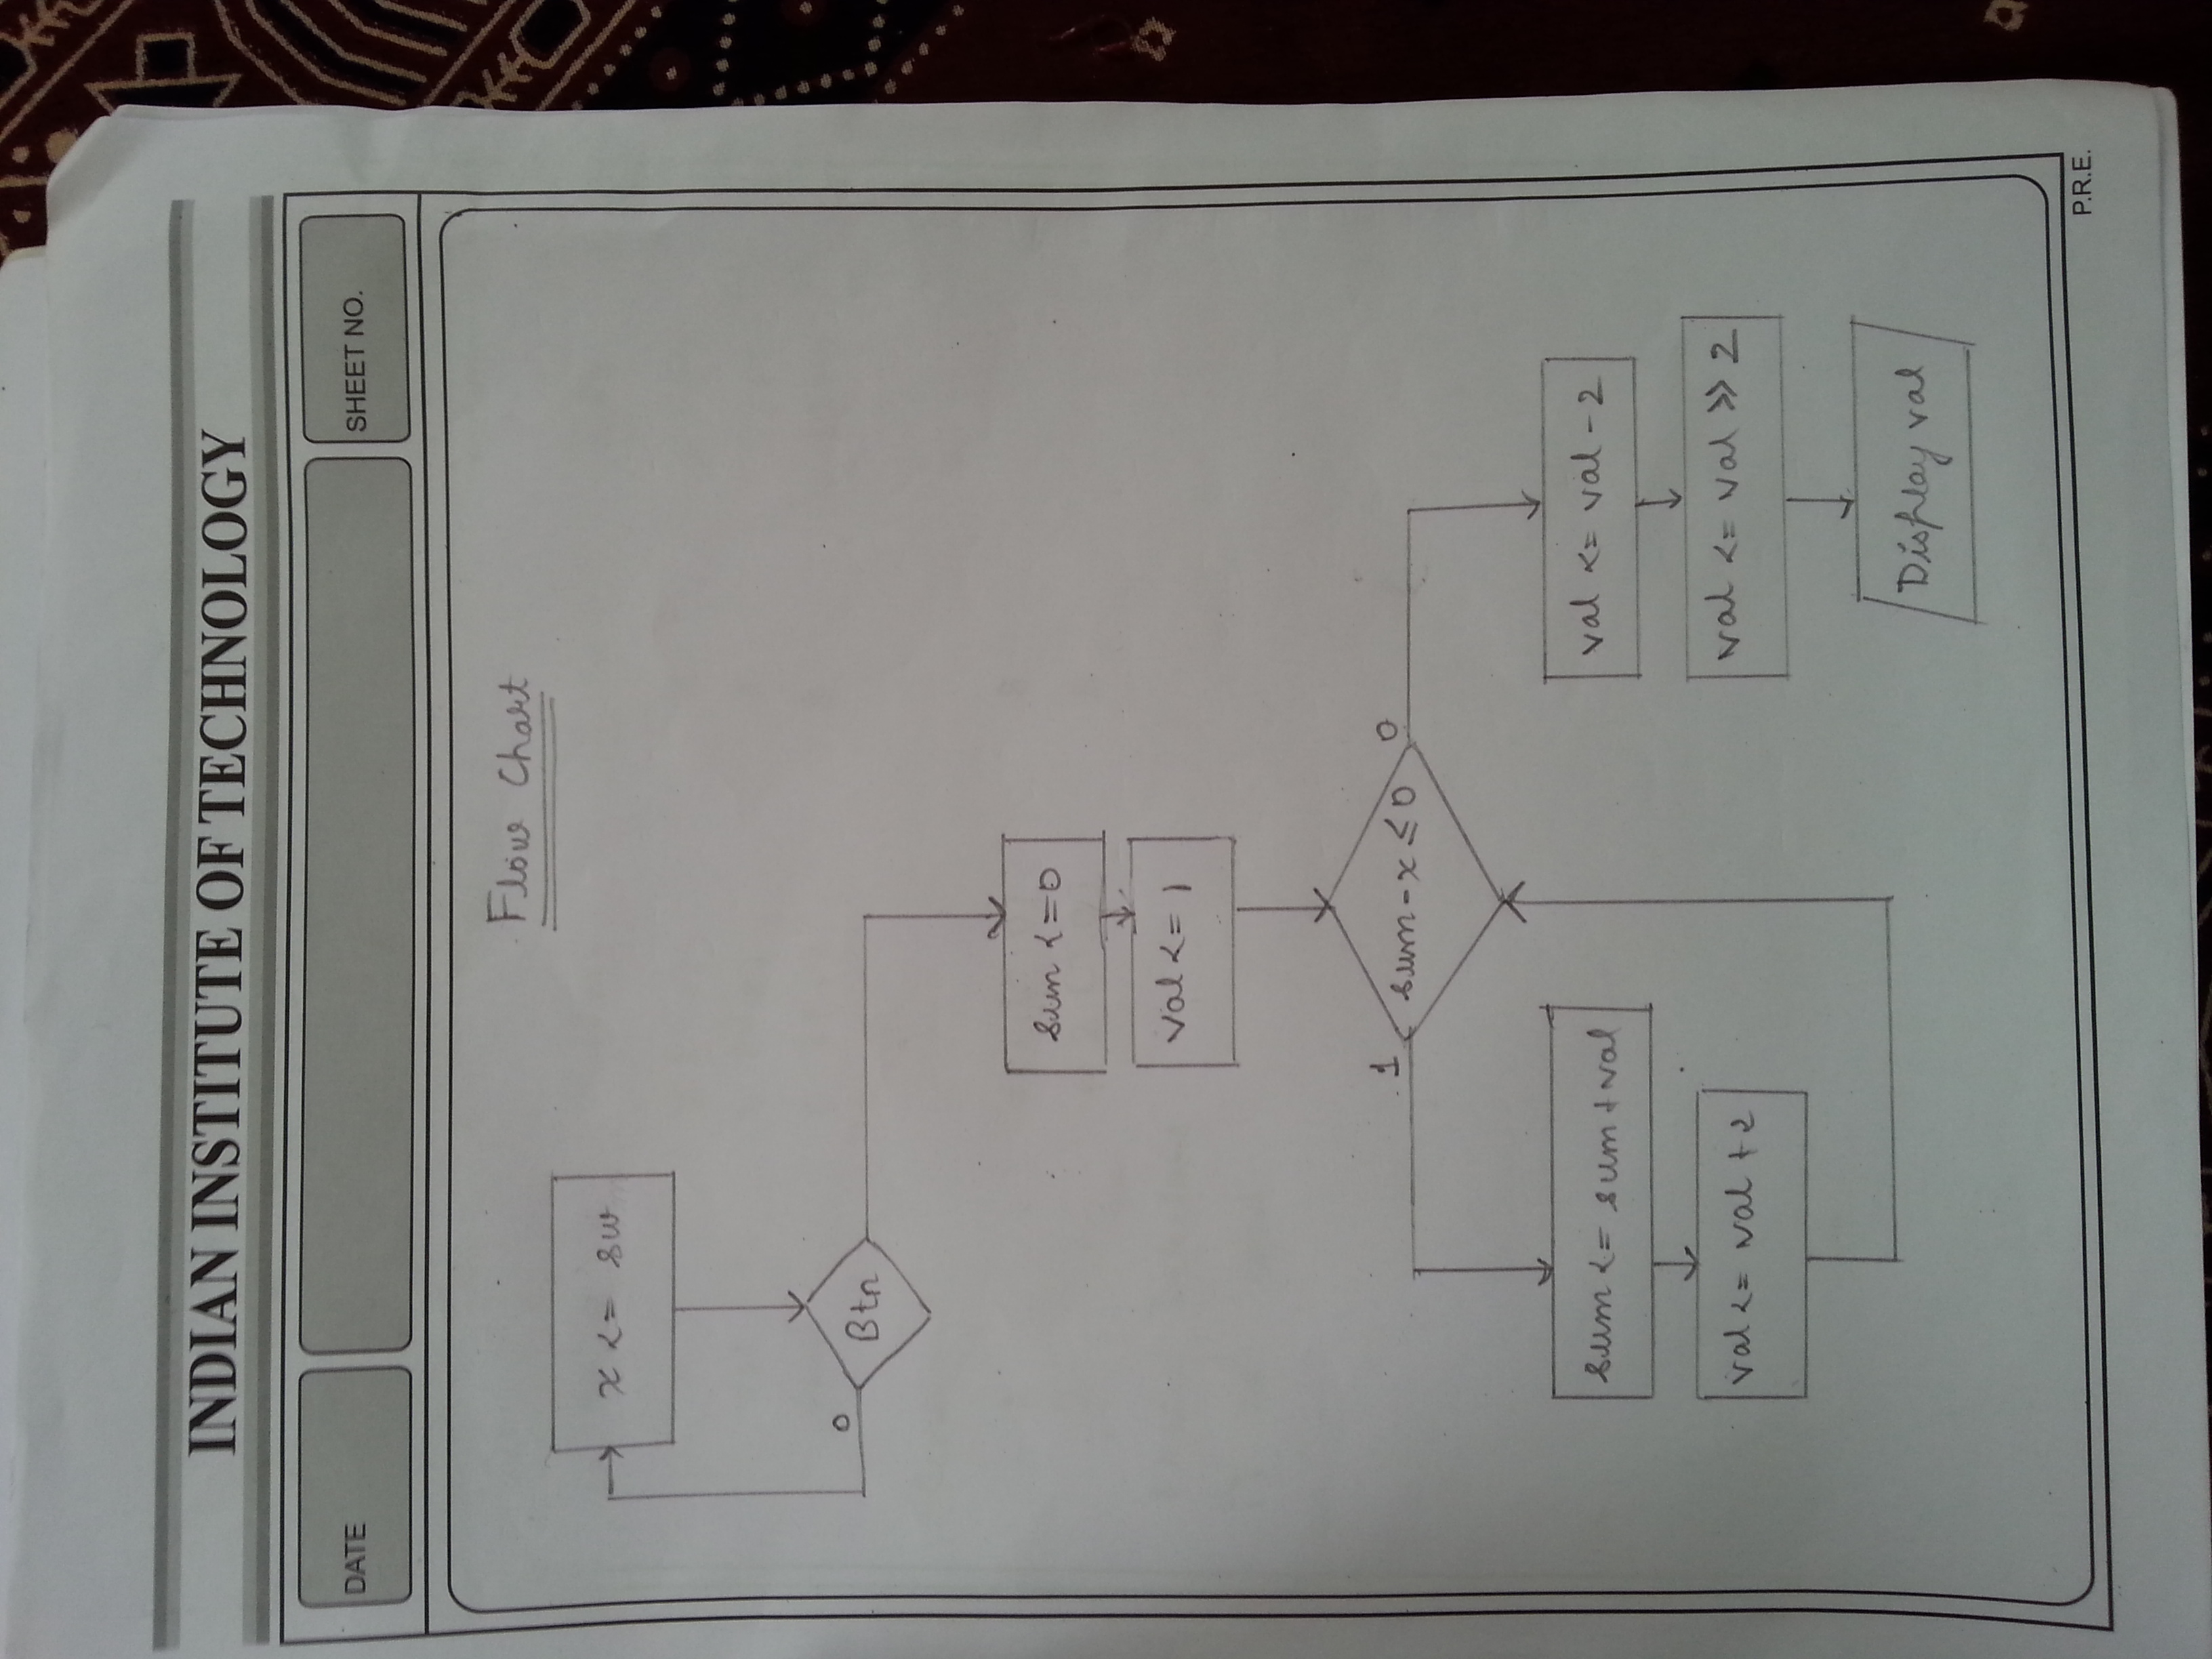 INDIAN INSTITUTE OF TECHNOLOGY
DATE
SHEET NO.
Flow Chart
x <= sw
0
Btn
sum <=0
val <= 1
1
sum - x ≤ 0
0
sum <= sum + val
val <= val + 2
val <= val - 2
val <= val >> 2
Display val
P.R.E.